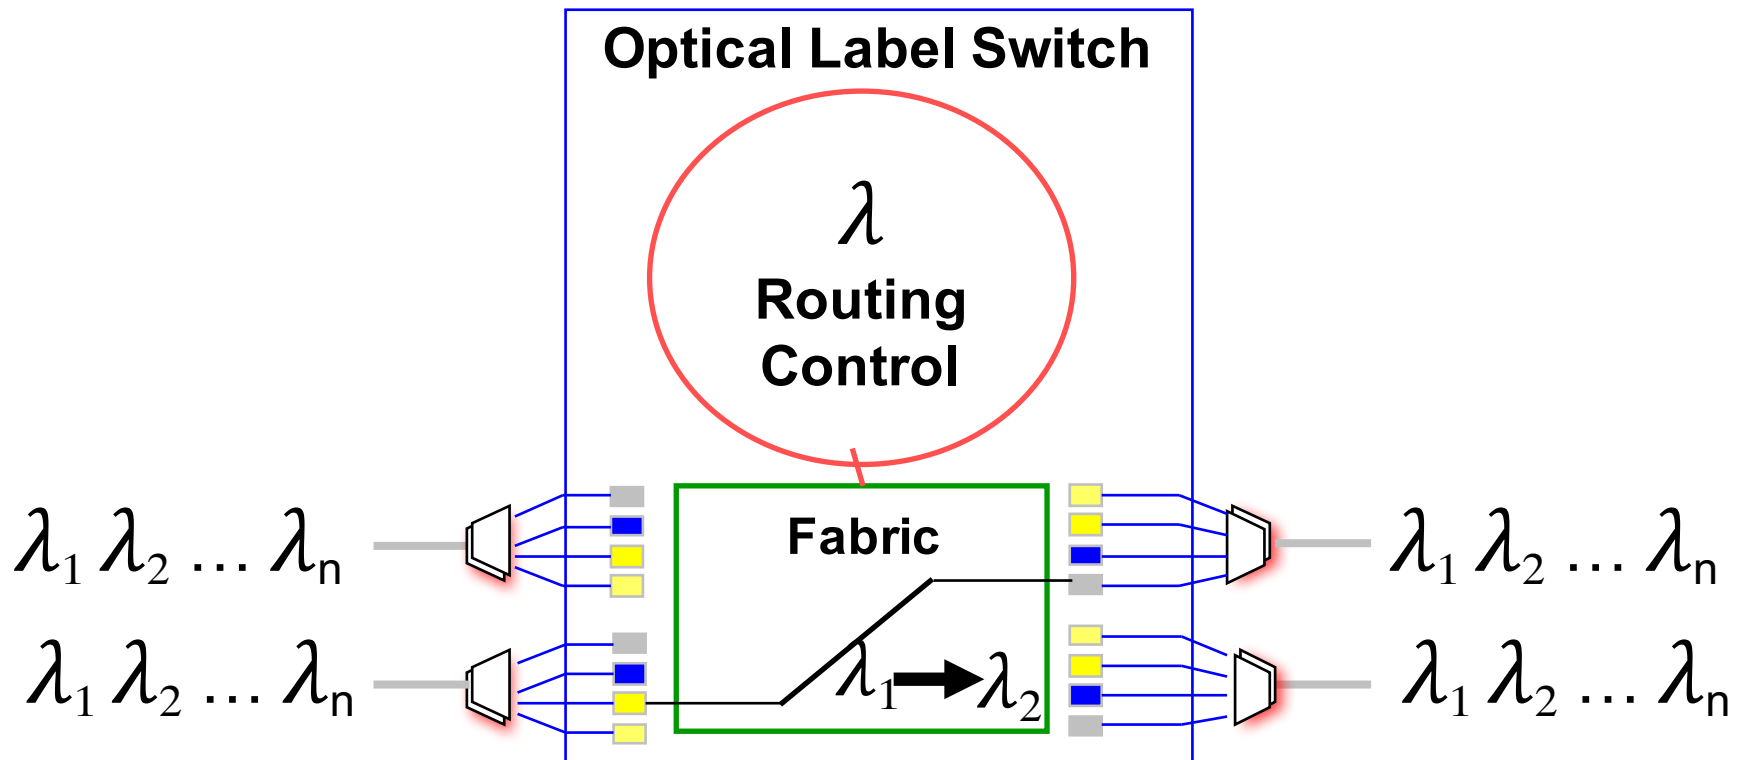 Optical Label Switch
λ
Routing
Control
Fabric
λ₁ λ₂ … λₙ
λ₁ λ₂ … λₙ
λ₁ λ₂ … λₙ
λ₁ → λ₂
λ₁ λ₂ … λₙ